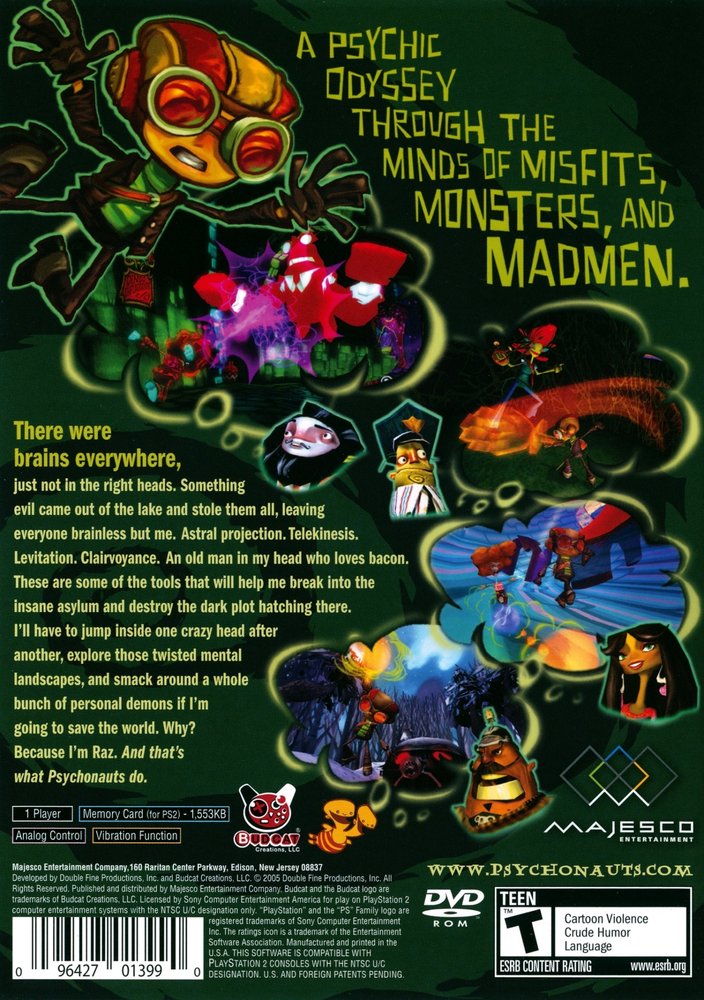 A PSYCHIC
ODYSSEY
THROUGH THE
MINDS OF MISFITS,
MONSTERS, AND
MADMEN.
There were
brains everywhere,
just not in the right heads. Something
evil came out of the lake and stole them all, leaving
everyone brainless but me. Astral projection. Telekinesis.
Levitation. Clairvoyance. An old man in my head who loves bacon.
These are some of the tools that will help me break into the
insane asylum and destroy the dark plot hatching there.
I'll have to jump inside one crazy head after
another, explore those twisted mental
landscapes, and smack around a whole
bunch of personal demons if I'm
going to save the world. Why?
Because I'm Raz. And that's
what Psychonauts do.
1 Player
Memory Card (for PS2) - 1,553KB
Analog Control
Vibration Function
BUDCAT
Creations, LLC
MAJESCO
ENTERTAINMENT
Majesco Entertainment Company, 160 Raritan Center Parkway, Edison, New Jersey 08837
Developed by Double Fine Productions, Inc. and Budcat Creations, LLC. © 2005 Double Fine Productions, Inc. All
Rights Reserved. Published and distributed by Majesco Entertainment Company. Budcat and the Budcat logo are
trademarks of Budcat Creations, LLC. Licensed by Sony Computer Entertainment America for play on PlayStation 2
computer entertainment systems with the NTSC U/C designation only. "PlayStation" and the "PS" Family logo are
registered trademarks of Sony Computer Entertainment
Inc. The ratings icon is a trademark of the Entertainment
Software Association. Manufactured and printed in the
U.S.A. THIS SOFTWARE IS COMPATIBLE WITH
PLAYSTATION 2 CONSOLES WITH THE NTSC U/C
DESIGNATION. U.S. AND FOREIGN PATENTS PENDING.
0 96427 01399 0
WWW.PSYCHONAUTS.COM
DVD
ROM
TEEN
T
Cartoon Violence
Crude Humor
Language
ESRB CONTENT RATING www.esrb.org